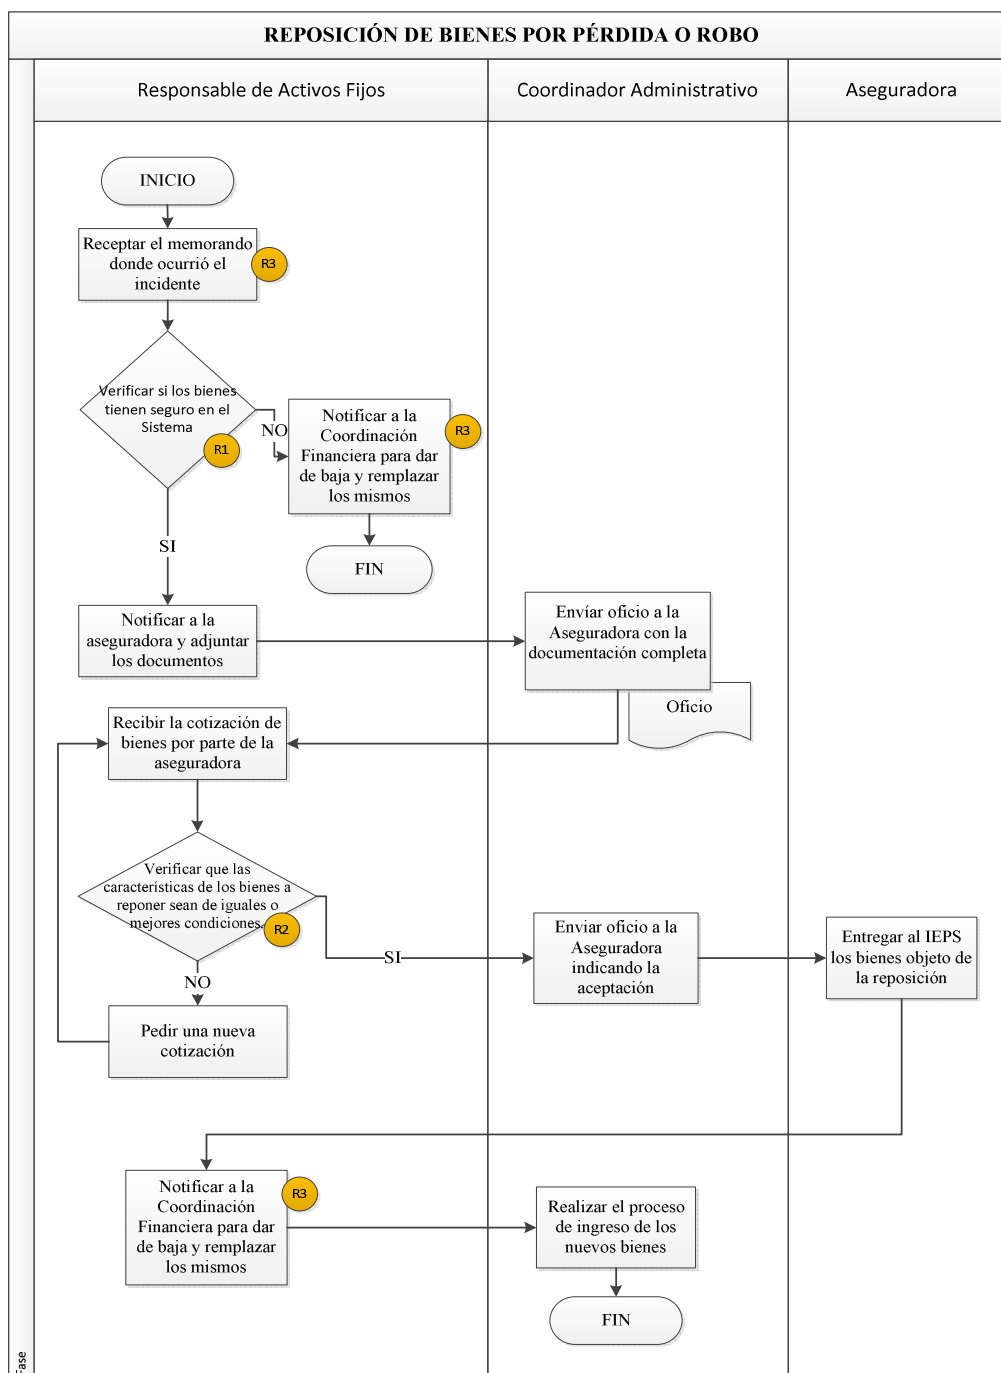 REPOSICIÓN DE BIENES POR PÉRDIDA O ROBO
Responsable de Activos Fijos
Coordinador Administrativo
Aseguradora
INICIO
Receptar el memorando
donde ocurrió el
incidente
R3
Verificar si los bienes
tienen seguro en el
Sistema
R1
NO
Notificar a la
Coordinación
Financiera para dar
de baja y remplazar
los mismos
R3
FIN
SI
Notificar a la
aseguradora y adjuntar
los documentos
Envíar oficio a la
Aseguradora con la
documentación completa
Oficio
Recibir la cotización de
bienes por parte de la
aseguradora
Verificar que las
características de los bienes a
reponer sean de iguales o
mejores condiciones.
R2
SI
NO
Pedir una nueva
cotización
Enviar oficio a la
Aseguradora
indicando la
aceptación
Entregar al IEPS
los bienes objeto de
la reposición
Notificar a la
Coordinación
Financiera para dar
de baja y remplazar
los mismos
R3
Realizar el proceso
de ingreso de los
nuevos bienes
FIN
Fase